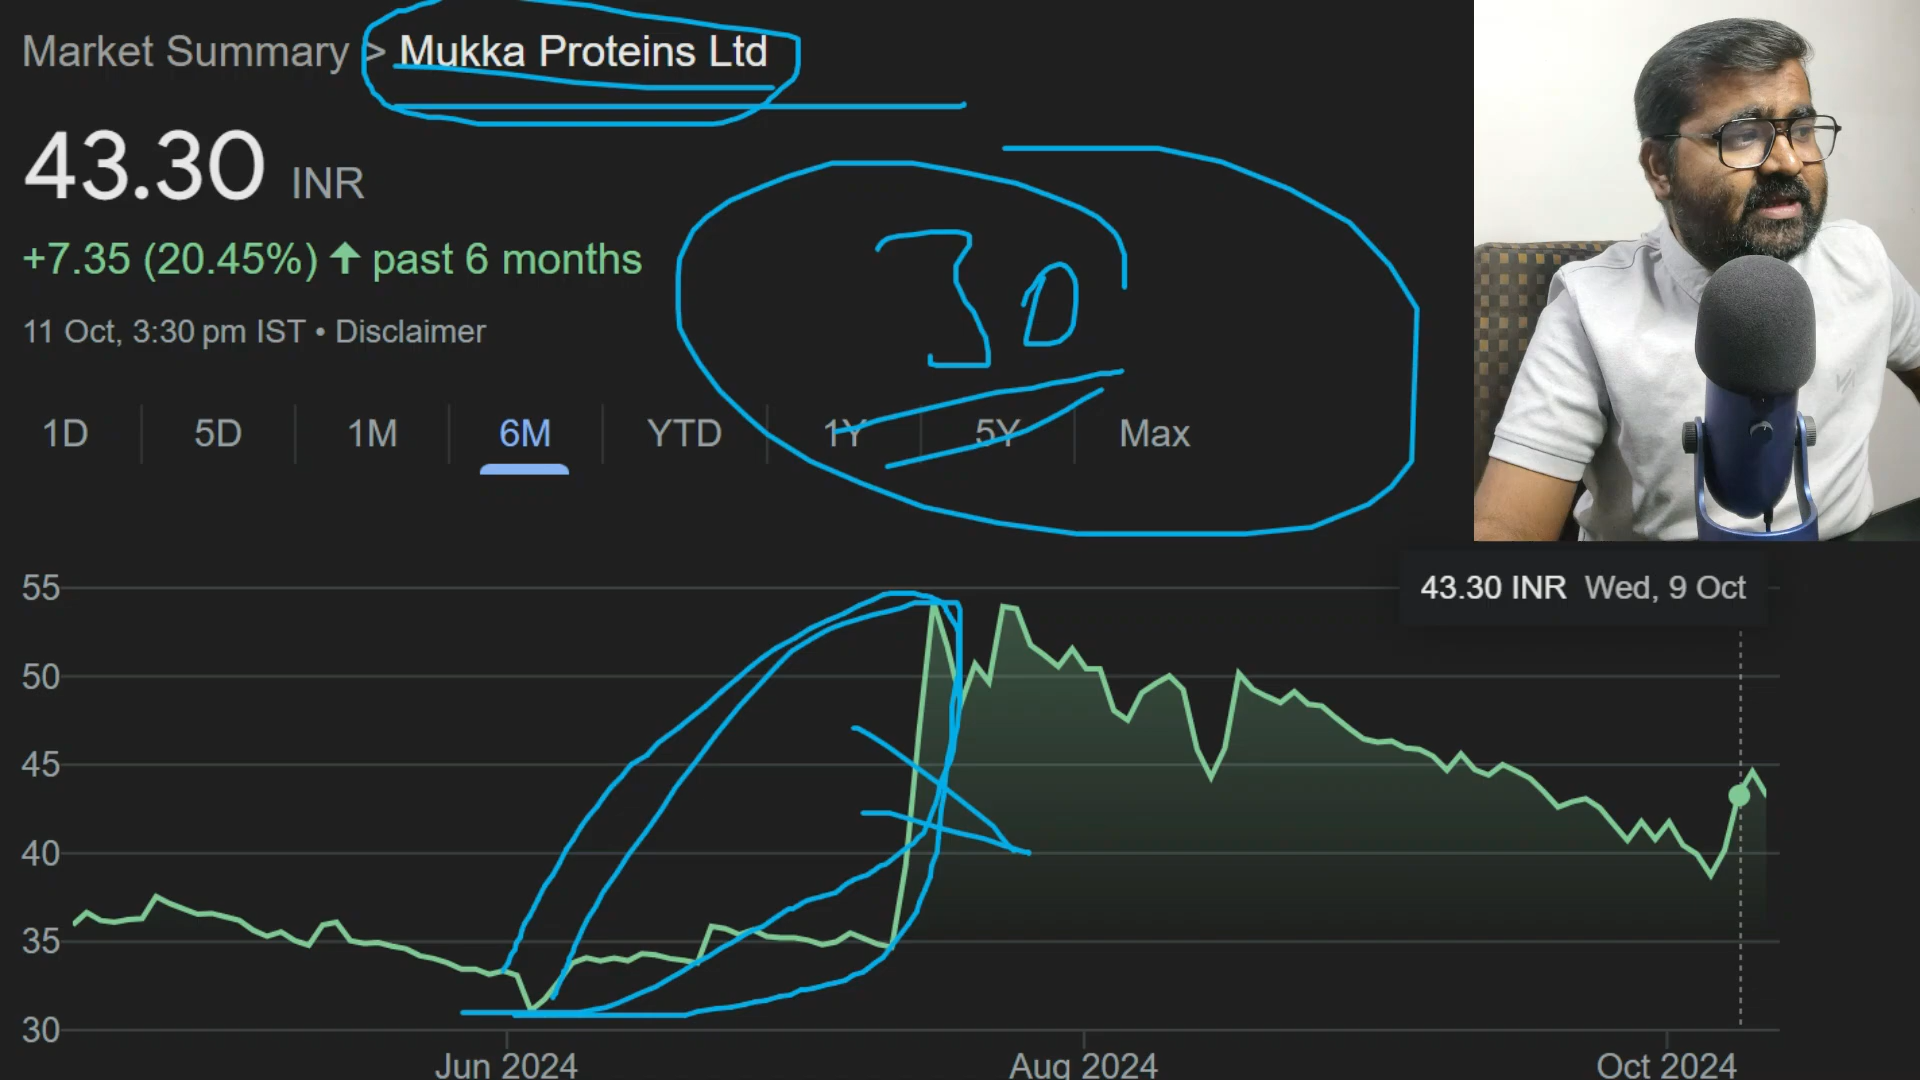 Market Summary > Mukka Proteins Ltd
43.30 INR
+7.35 (20.45%) ↑ past 6 months
11 Oct, 3:30 pm IST • Disclaimer
30
1D 5D 1M 6M YTD 1Y 5Y Max
43.30 INR Wed, 9 Oct
55
50
45
40
35
30
Jun 2024 Aug 2024 Oct 2024